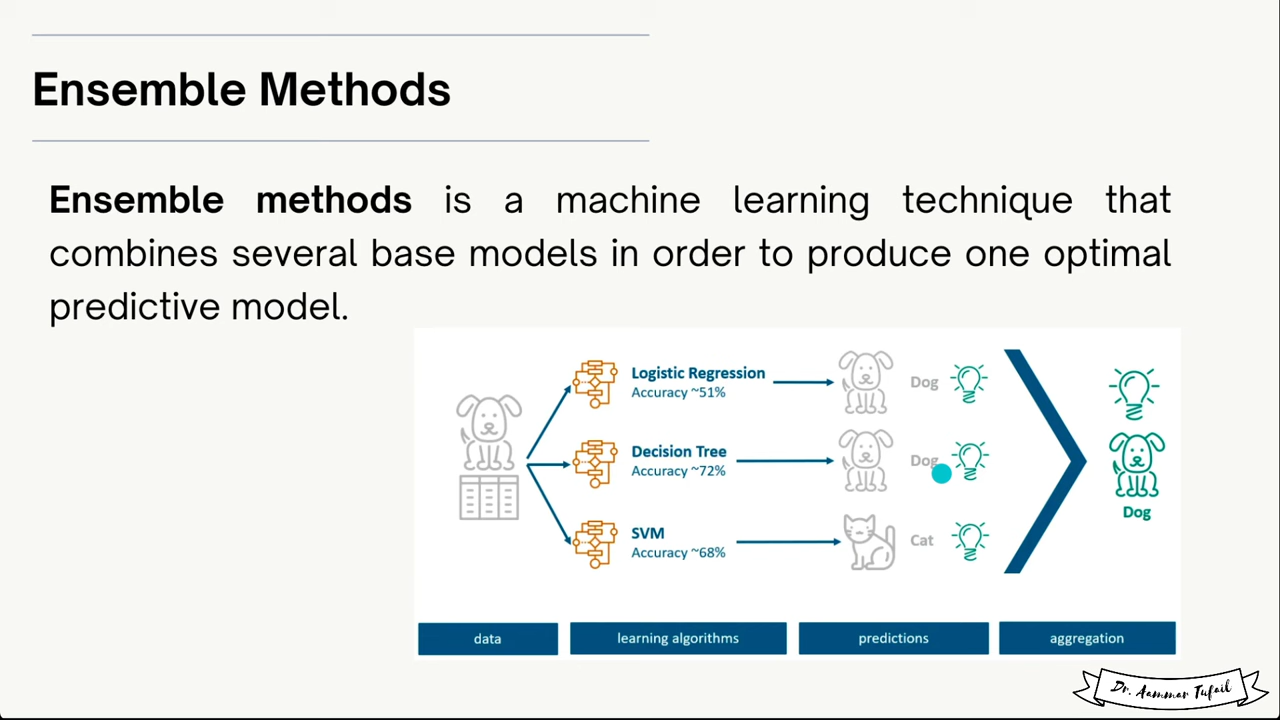 Ensemble Methods
Ensemble methods is a machine learning technique that
combines several base models in order to produce one optimal
predictive model.
Logistic Regression
Accuracy ~51%
Dog
Decision Tree
Accuracy ~72%
Dog
SVM
Accuracy ~68%
Cat
Dog
data
learning algorithms
predictions
aggregation
Dr. Aammar Tufail